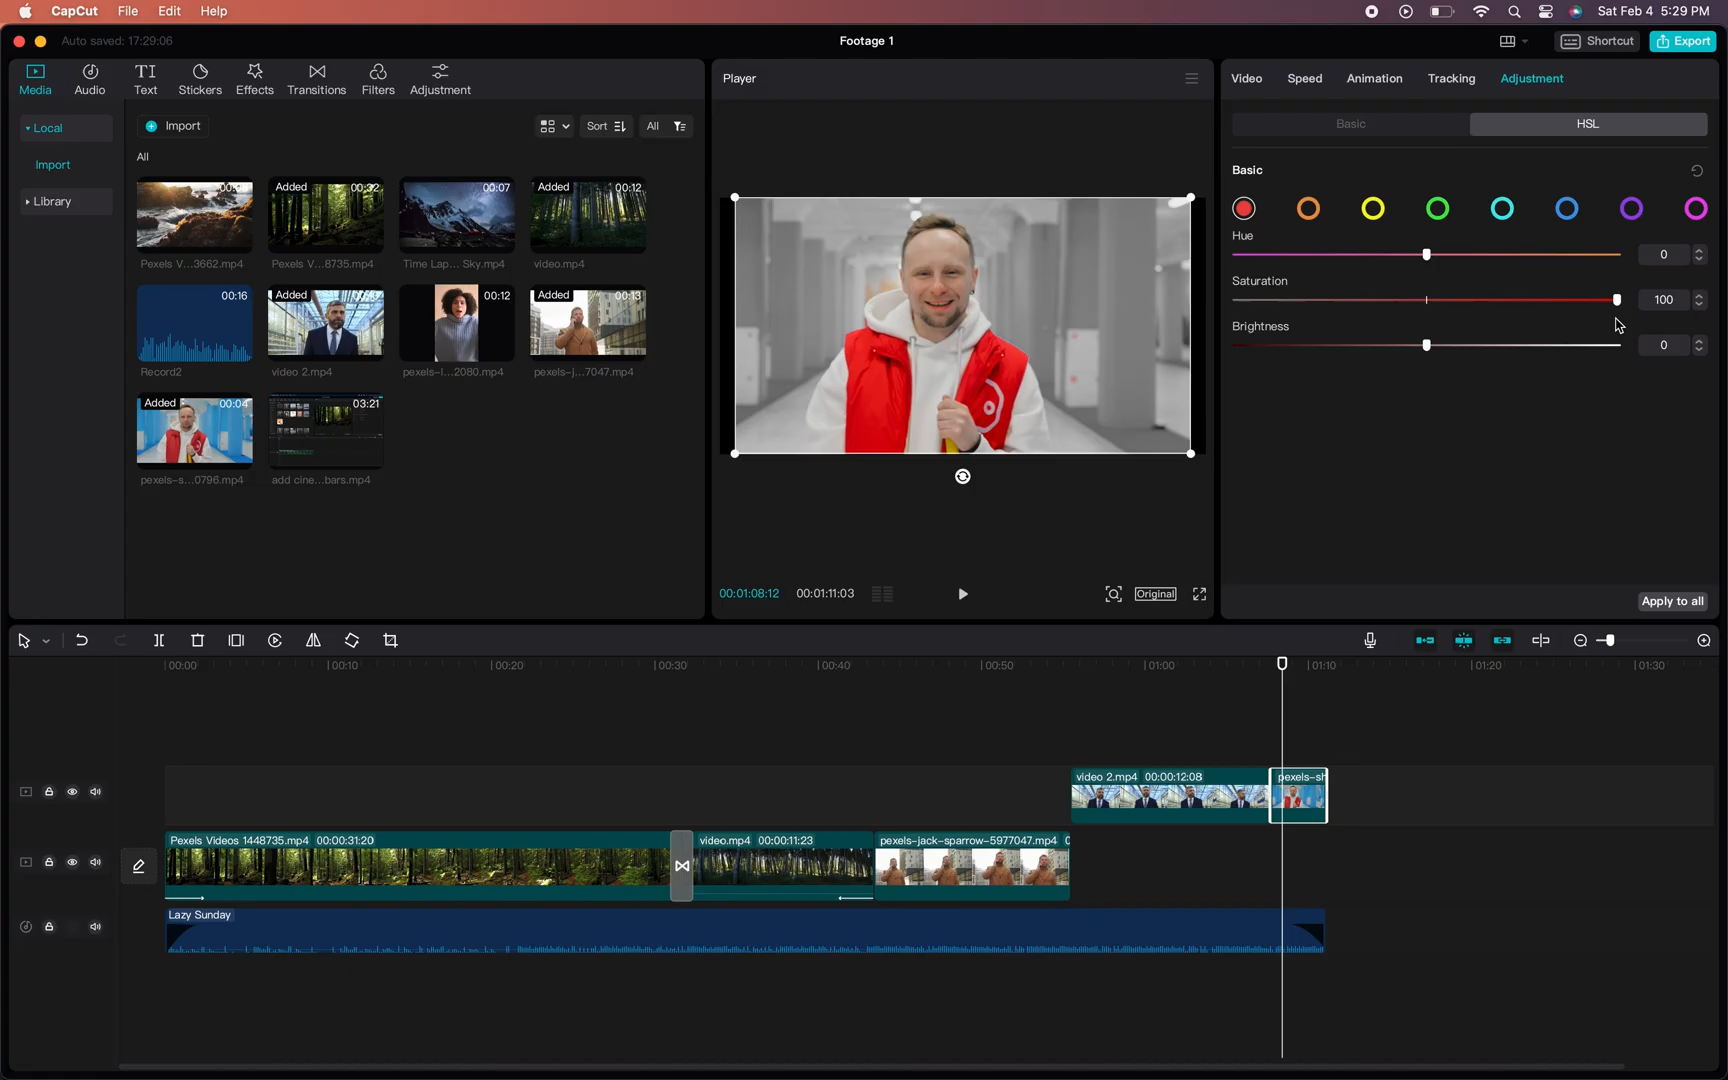 CapCut File Edit Help Sat Feb 4 5:29 PM
Auto saved: 17:29:06 Footage 1 Shortcut Export
Media Audio Text Stickers Effects Transitions Filters Adjustment
Player
Video Speed Animation Tracking Adjustment
Local
Import
Library
Import Sort All
All
Added 00:32 00:07 Added 00:12
Pexels V...3662.mp4 Pexels V...8735.mp4 Time Lap... Sky.mp4 video.mp4
00:16 Added 00:12 Added 00:13
Record2 video 2.mp4 pexels-l...2080.mp4 pexels-j...7047.mp4
Added 00:04 03:21
pexels-s...0796.mp4 add cine...bars.mp4
00:01:08:12 00:01:11:03 Original
Basic HSL
Basic
Hue
0
Saturation
100
Brightness
0
Apply to all
00:00 00:10 00:20 00:30 00:40 00:50 01:00 01:10 01:20 01:30
video 2.mp4 00:00:12:08 pexels-sh
Pexels Videos 1448735.mp4 00:00:31:20 video.mp4 00:00:11:23 pexels-jack-sparrow-5977047.mp4
Lazy Sunday